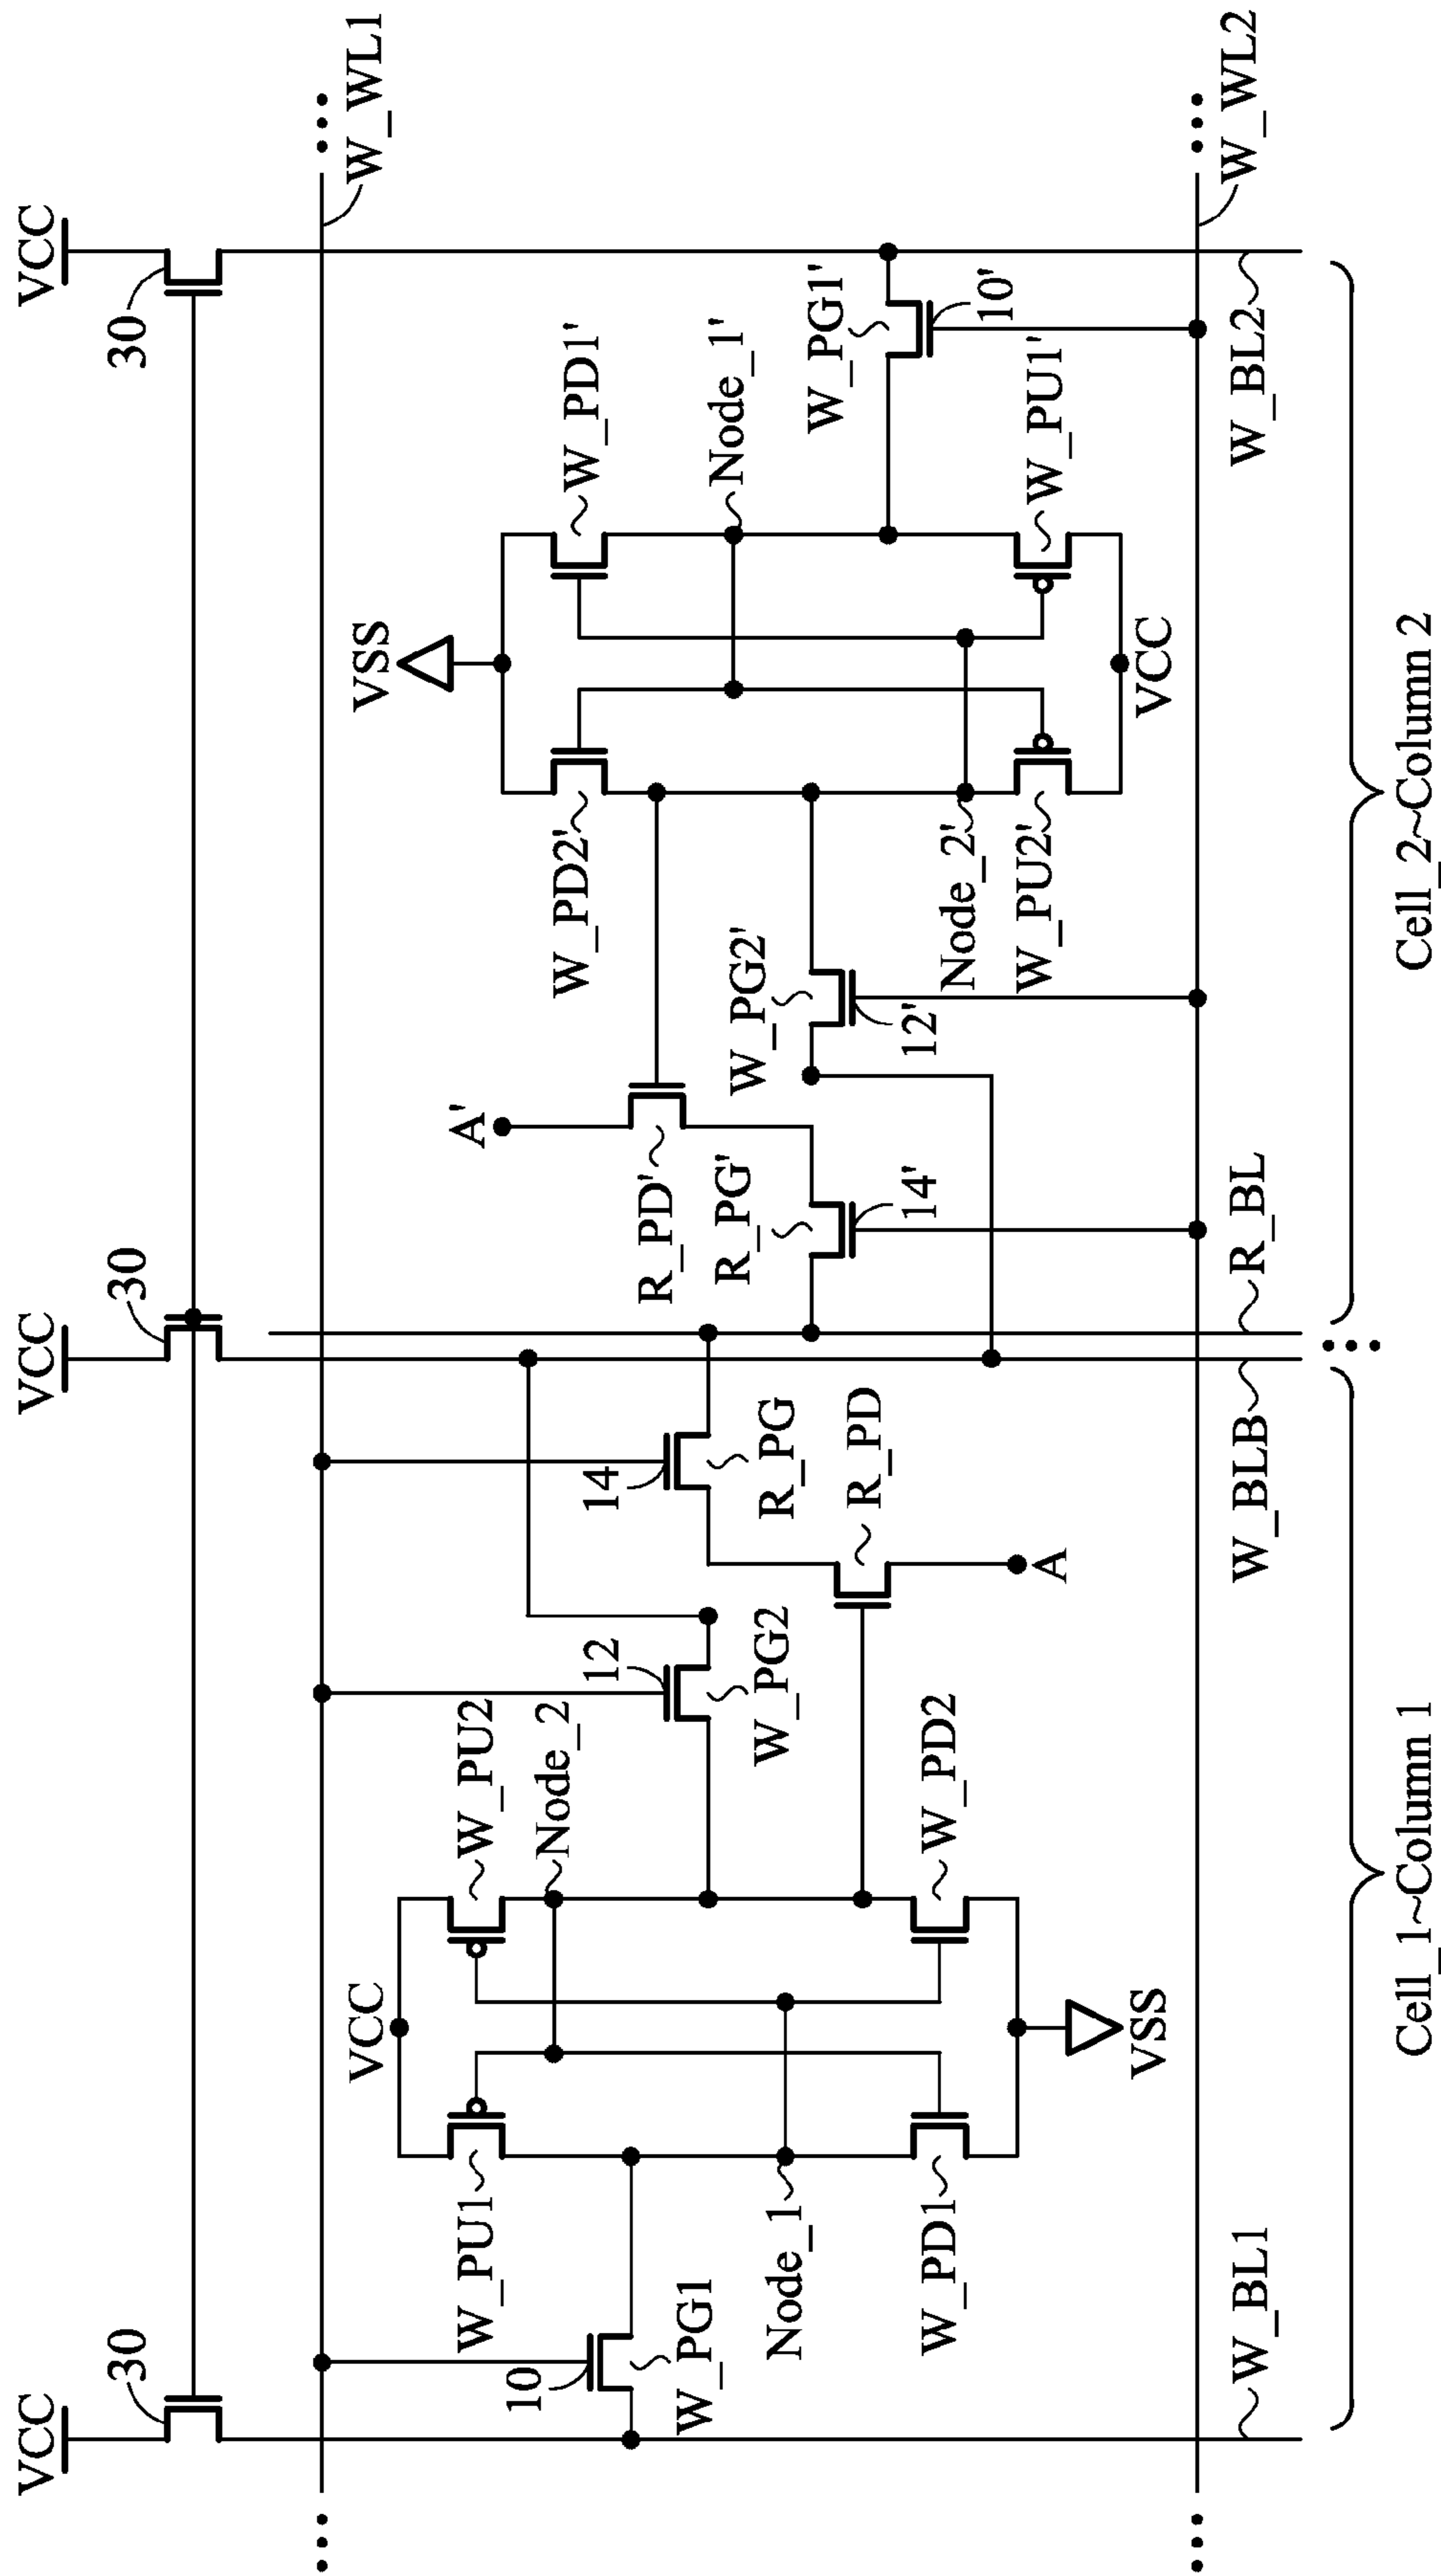 VCC
VCC
VCC
30
30
30
W_WL1
VCC
W_PU1
W_PU2
Node_2
10
W_PG1
12
W_PG2
14
R_PG
R_PD
A
Node_1
W_PD1
W_PD2
VSS
VSS
A'
W_PD2'
W_PD1'
R_PD'
R_PG'
14'
W_PG2'
12'
Node_1'
W_PG1'
10'
Node_2'
W_PU2'
W_PU1'
VCC
W_WL2
W_BL1
W_BLB
R_BL
W_BL2
Cell_1~Column 1
Cell_2~Column 2